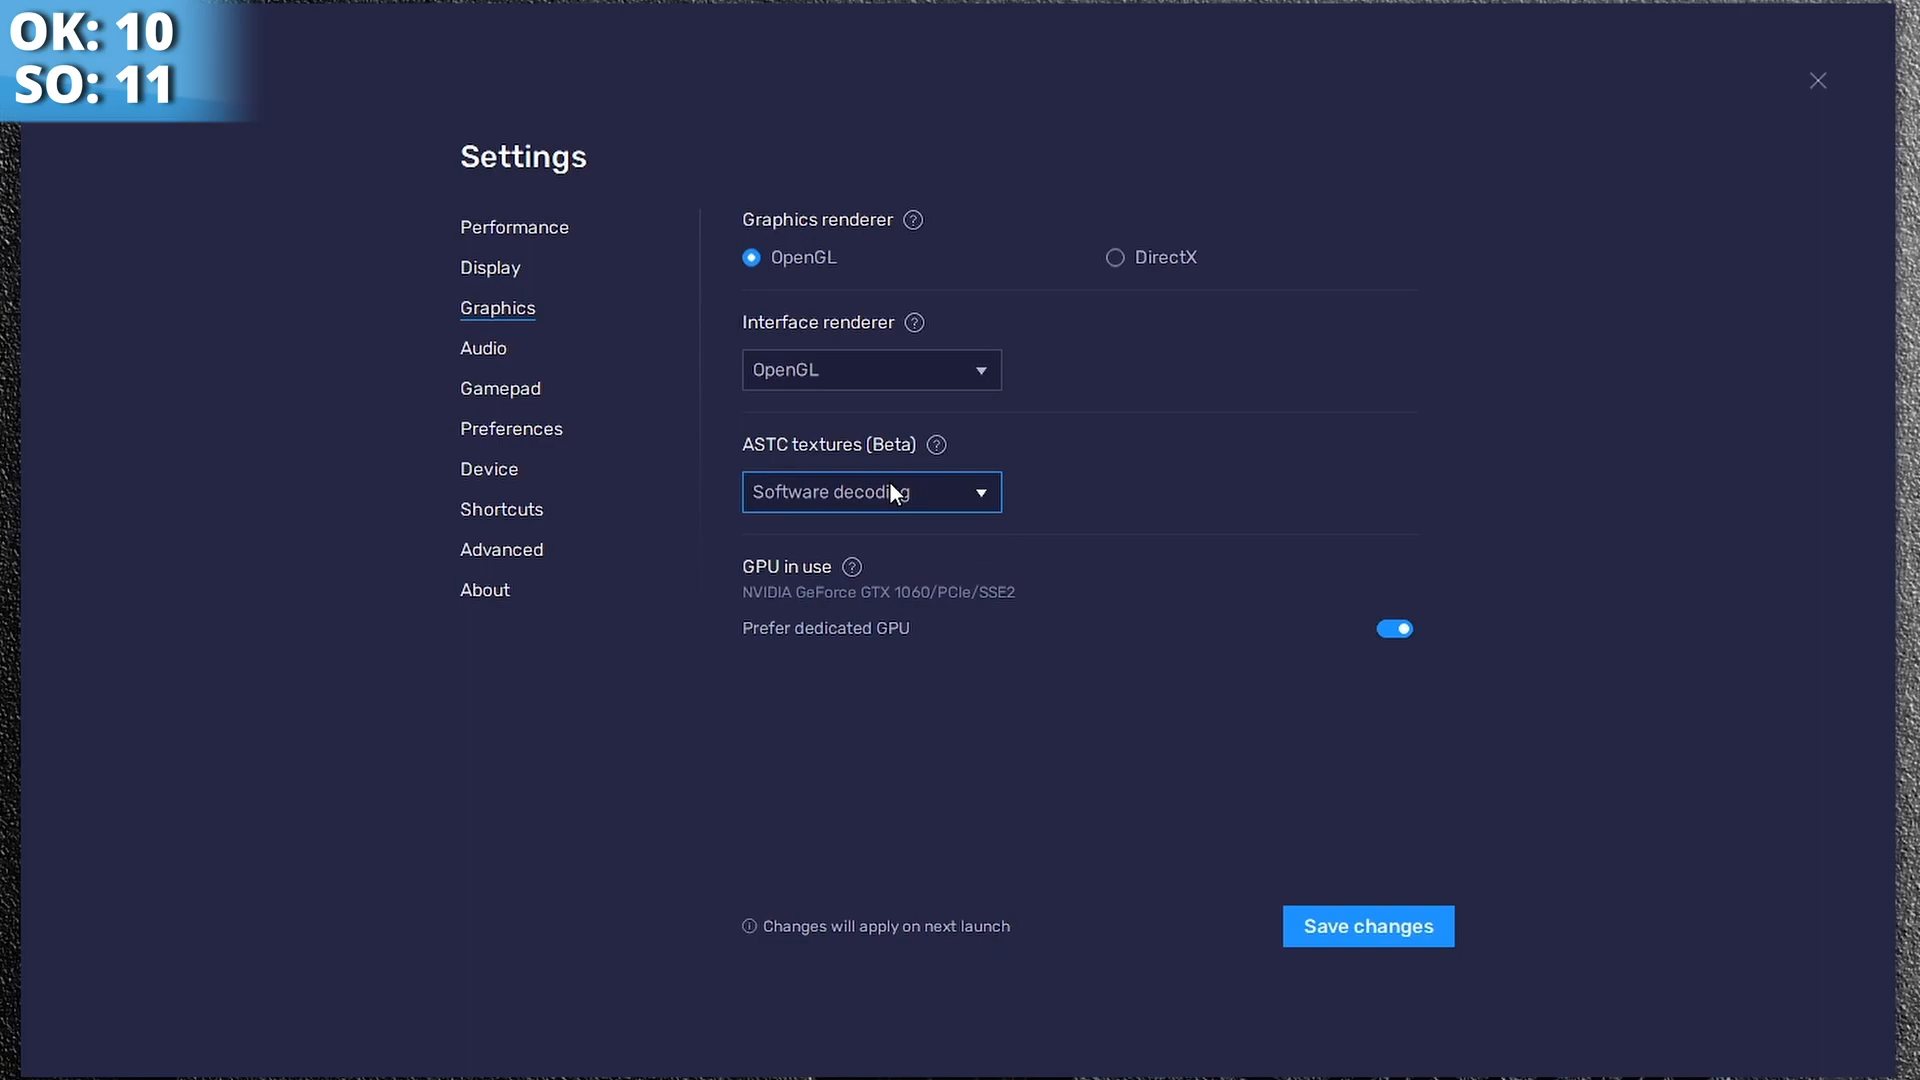 OK: 10
SO: 11
Settings
Performance
Display
Graphics
Audio
Gamepad
Preferences
Device
Shortcuts
Advanced
About
Graphics renderer
OpenGL
DirectX
Interface renderer
OpenGL
ASTC textures (Beta)
Software decoding
GPU in use
NVIDIA GeForce GTX 1060/PCIe/SSE2
Prefer dedicated GPU
Changes will apply on next launch
Save changes